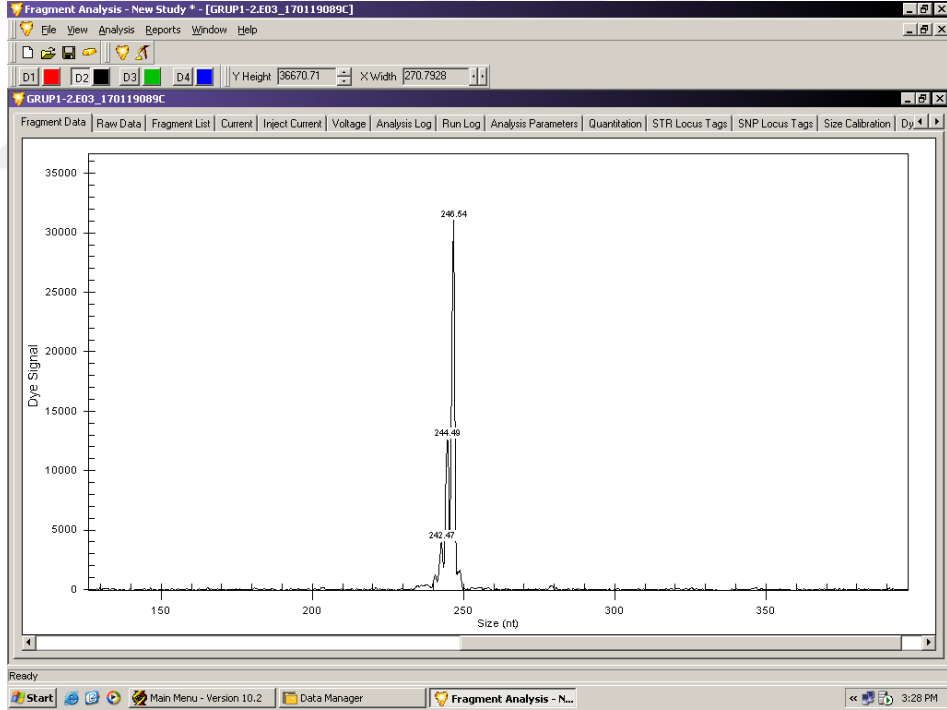 Fragment Analysis - New Study * - [GRUP1-2.E03_170119089C]
File View Analysis Reports Window Help
D1 D2 D3 D4 Y Height 36670.71 X Width 270.7928
GRUP1-2.E03_170119089C
Fragment Data Raw Data Fragment List Current Inject Current Voltage Analysis Log Run Log Analysis Parameters Quantitation STR Locus Tags SNP Locus Tags Size Calibration Dy
35000
30000
25000
20000
15000
10000
5000
0
Dye Signal
246.54
244.49
242.47
150 200 250 300 350
Size (nt)
Ready
Start Main Menu - Version 10.2 Data Manager Fragment Analysis - N... « 3:28 PM